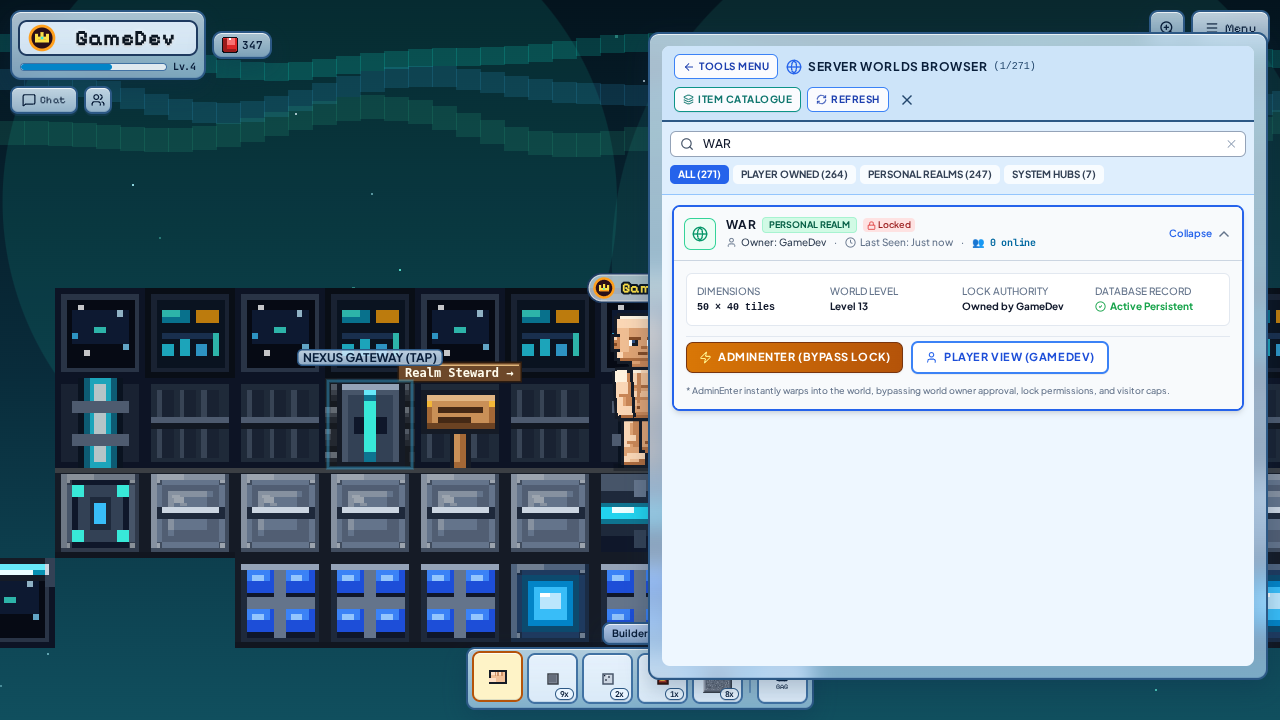 GameDev
Lv.4
347
Chat
Menu
TOOLS MENU
SERVER WORLDS BROWSER (1/271)
ITEM CATALOGUE
REFRESH
WAR
ALL (271)
PLAYER OWNED (264)
PERSONAL REALMS (247)
SYSTEM HUBS (7)
WAR PERSONAL REALM Locked
Owner: GameDev · Last Seen: Just now · 👥 0 online
Collapse
DIMENSIONS
50 × 40 tiles
WORLD LEVEL
Level 13
LOCK AUTHORITY
Owned by GameDev
DATABASE RECORD
Active Persistent
ADMINENTER (BYPASS LOCK)
PLAYER VIEW (GAMEDEV)
* AdminEnter instantly warps into the world, bypassing world owner approval, lock permissions, and visitor caps.
Gam
NEXUS GATEWAY (TAP)
Realm Steward →
Builder
9x
2x
1x
8x